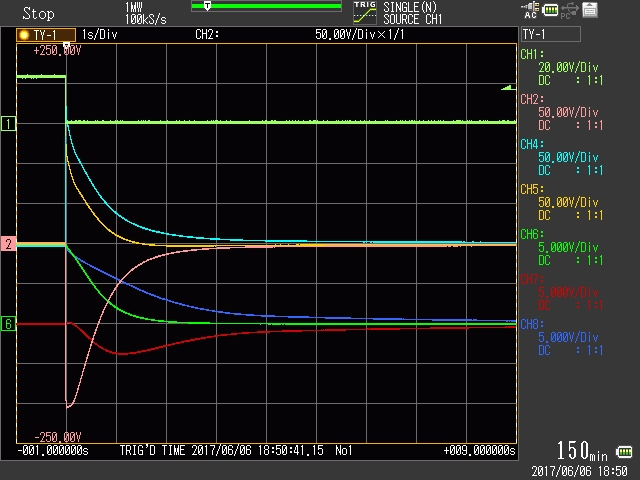 Stop
1MW
100kS/s
T
TRIG
SINGLE(N)
SOURCE CH1
AC
PC
TY-1
1s/Div
CH2:
50.00V/Div×1/1
TY-1
+250.00V
CH1:
20.00V/Div
DC : 1:1
CH2:
50.00V/Div
DC : 1:1
1
CH4:
50.00V/Div
DC : 1:1
CH5:
50.00V/Div
DC : 1:1
2
CH6:
5.000V/Div
DC : 1:1
CH7:
5.000V/Div
DC : 1:1
6
CH8:
5.000V/Div
DC : 1:1
-250.00V
-001.000000s
TRIG'D TIME 2017/06/06 18:50:41.15 No1
+009.000000s
150min
2017/06/06 18:50